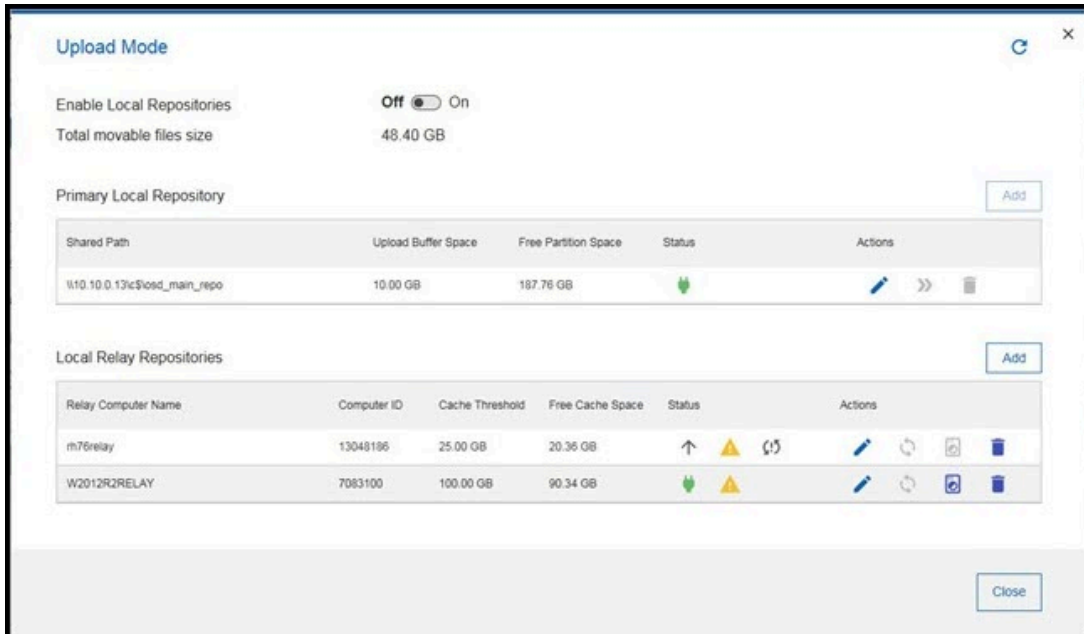 Upload Mode
Enable Local Repositories Off On
Total movable files size 48.40 GB
Primary Local Repository Add
Shared Path Upload Buffer Space Free Partition Space Status Actions
\\10.10.0.13\c$\osd_main_repo 10.00 GB 187.76 GB
Local Relay Repositories Add
Relay Computer Name Computer ID Cache Threshold Free Cache Space Status Actions
m76relay 13048186 25.00 GB 20.36 GB
W2012R2RELAY 7083100 100.00 GB 90.34 GB
Close